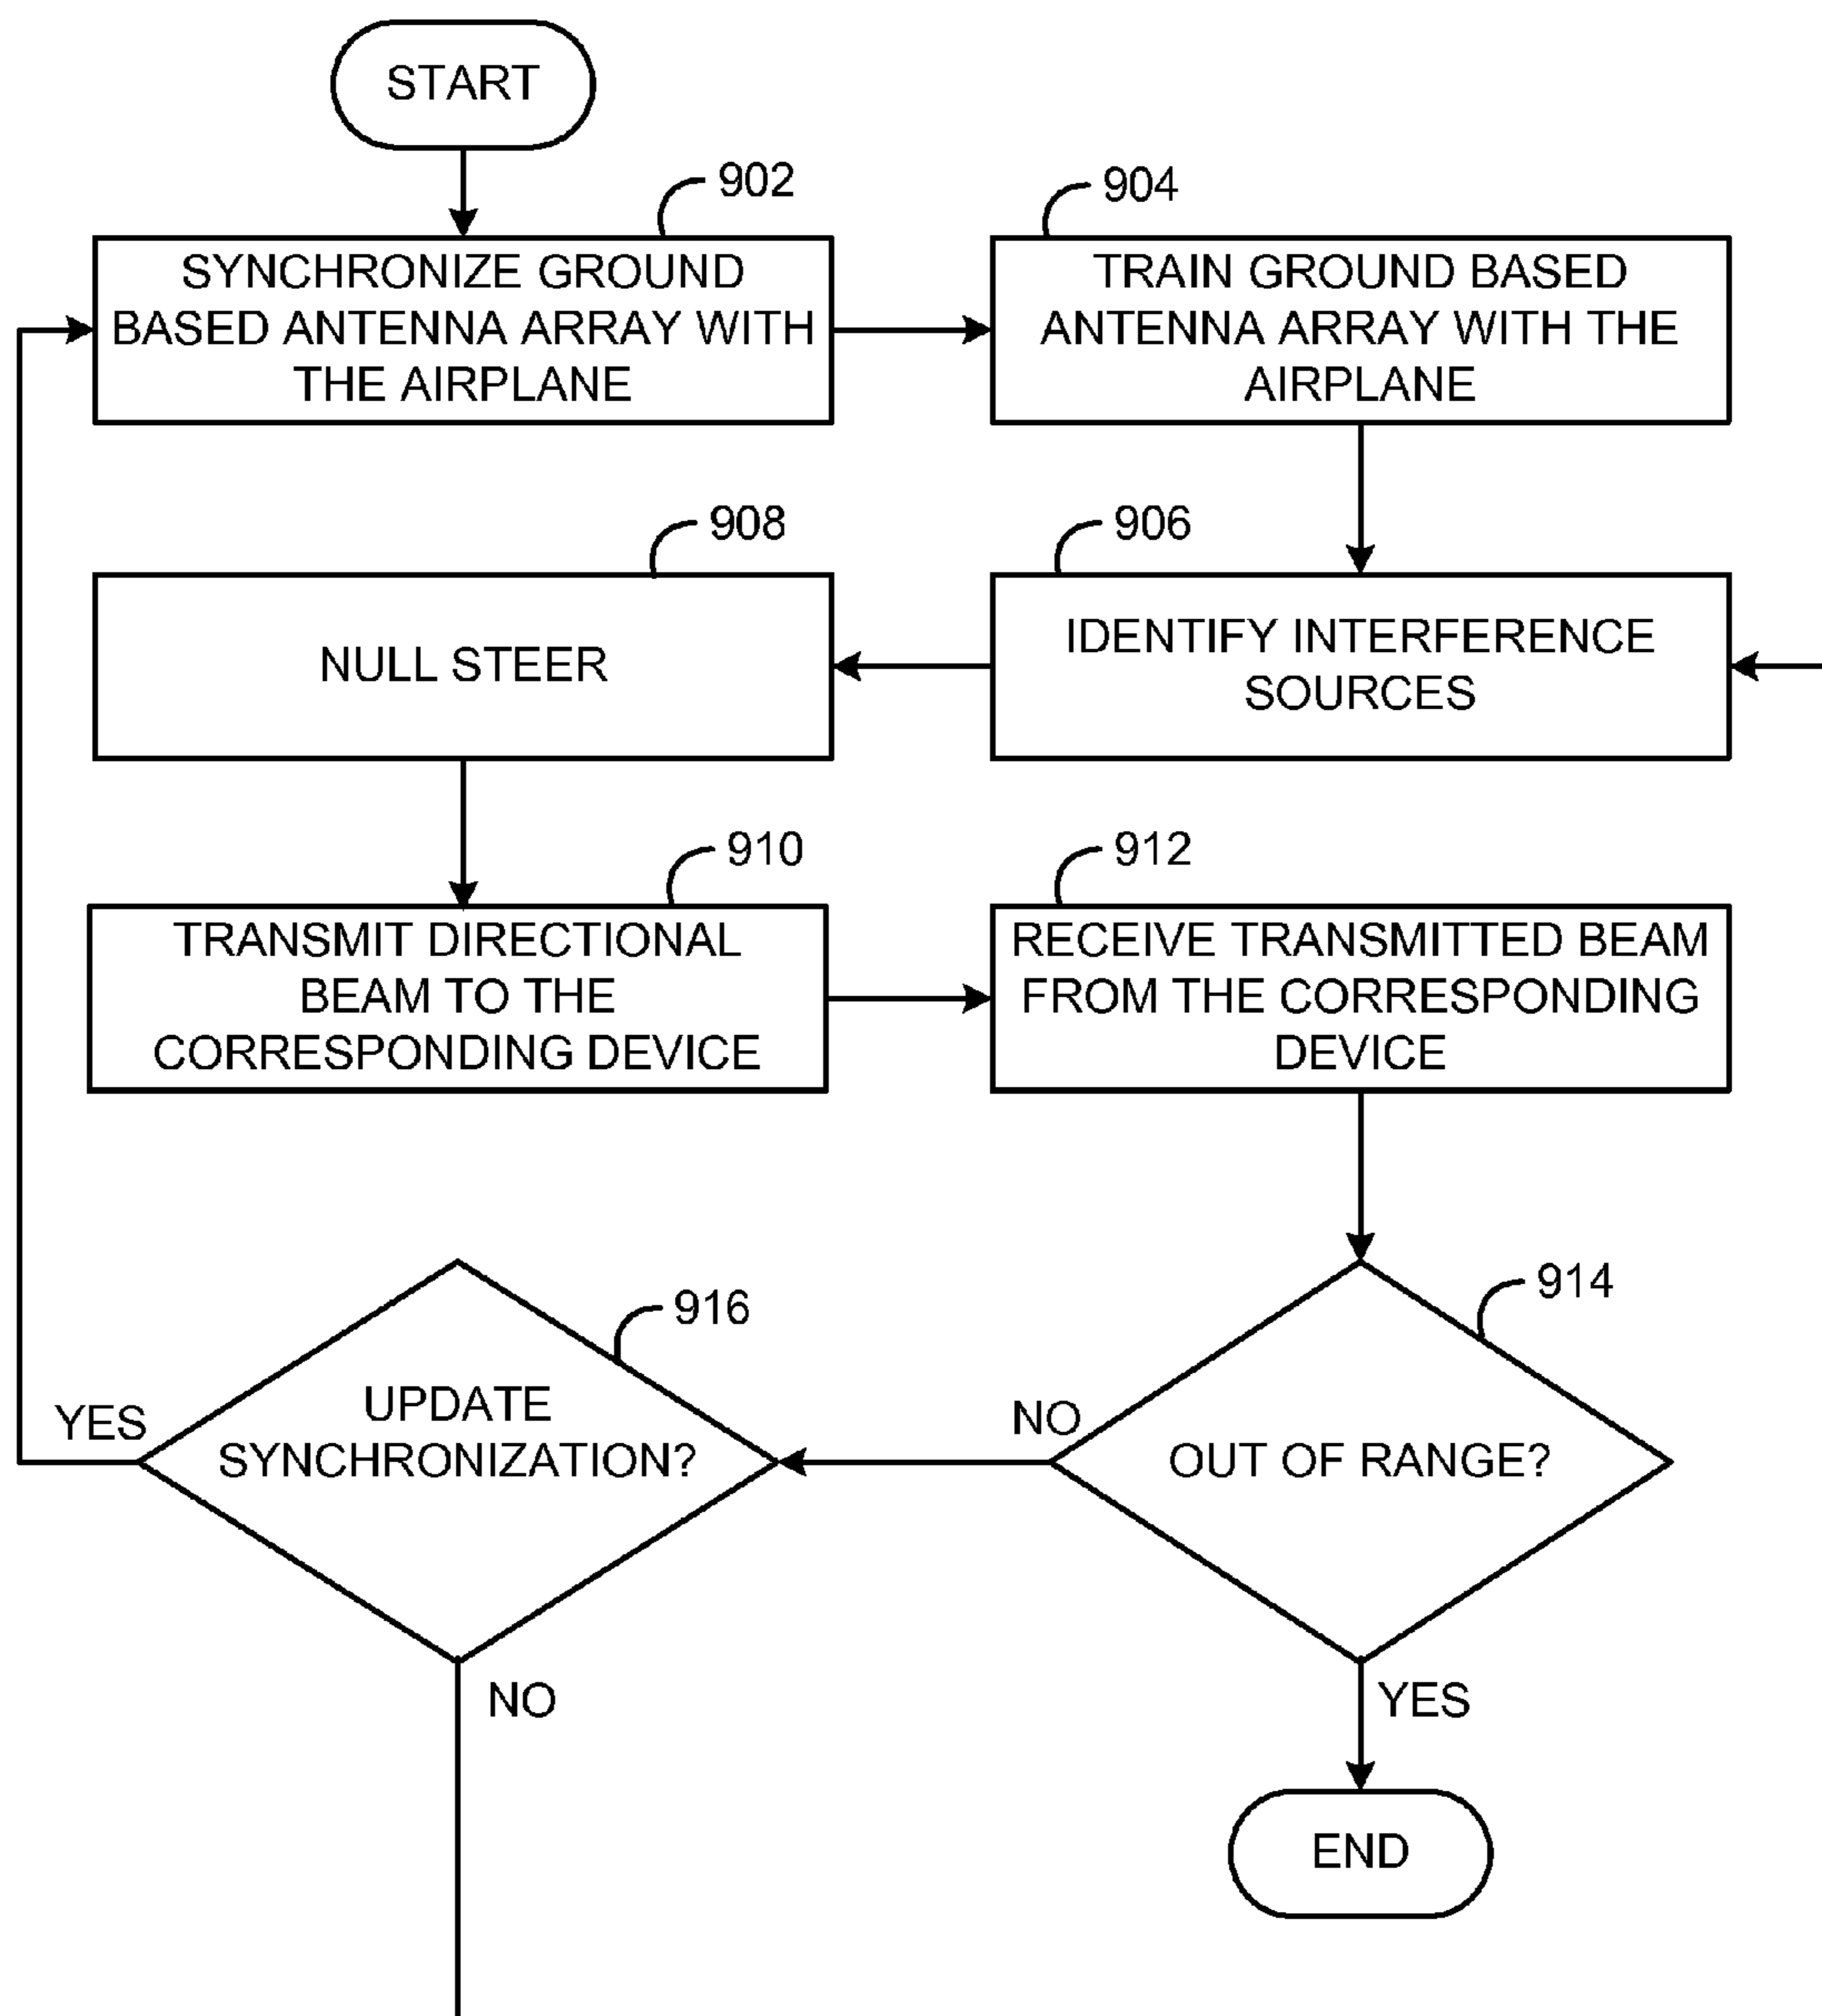 START
902
SYNCHRONIZE GROUND
BASED ANTENNA ARRAY WITH
THE AIRPLANE
904
TRAIN GROUND BASED
ANTENNA ARRAY WITH THE
AIRPLANE
906
IDENTIFY INTERFERENCE
SOURCES
908
NULL STEER
910
TRANSMIT DIRECTIONAL
BEAM TO THE
CORRESPONDING DEVICE
912
RECEIVE TRANSMITTED BEAM
FROM THE CORRESPONDING
DEVICE
914
OUT OF RANGE?
NO
YES
916
UPDATE
SYNCHRONIZATION?
YES
NO
END